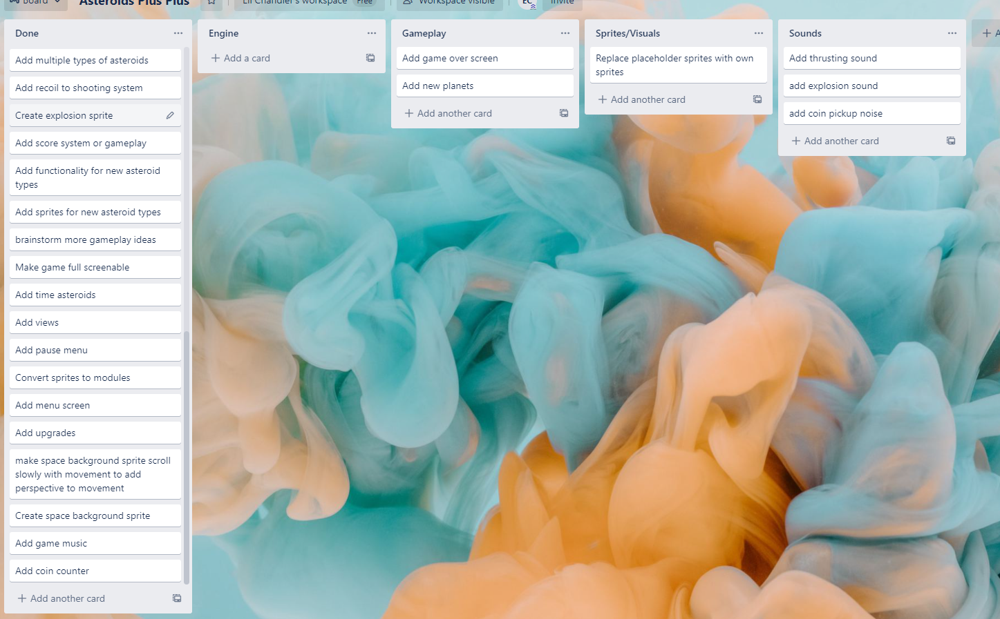 Board
Asteroids Plus Plus
Eli Chandler's workspace
Free
Workspace visible
EC
Invite
Done
Add multiple types of asteroids
Add recoil to shooting system
Create explosion sprite
Add score system or gameplay
Add functionality for new asteroid
types
Add sprites for new asteroid types
brainstorm more gameplay ideas
Make game full screenable
Add time asteroids
Add views
Add pause menu
Convert sprites to modules
Add menu screen
Add upgrades
make space background sprite scroll
slowly with movement to add
perspective to movement
Create space background sprite
Add game music
Add coin counter
+ Add another card
Engine
+ Add a card
Gameplay
Add game over screen
Add new planets
+ Add another card
Sprites/Visuals
Replace placeholder sprites with own
sprites
+ Add another card
Sounds
Add thrusting sound
add explosion sound
add coin pickup noise
+ Add another card